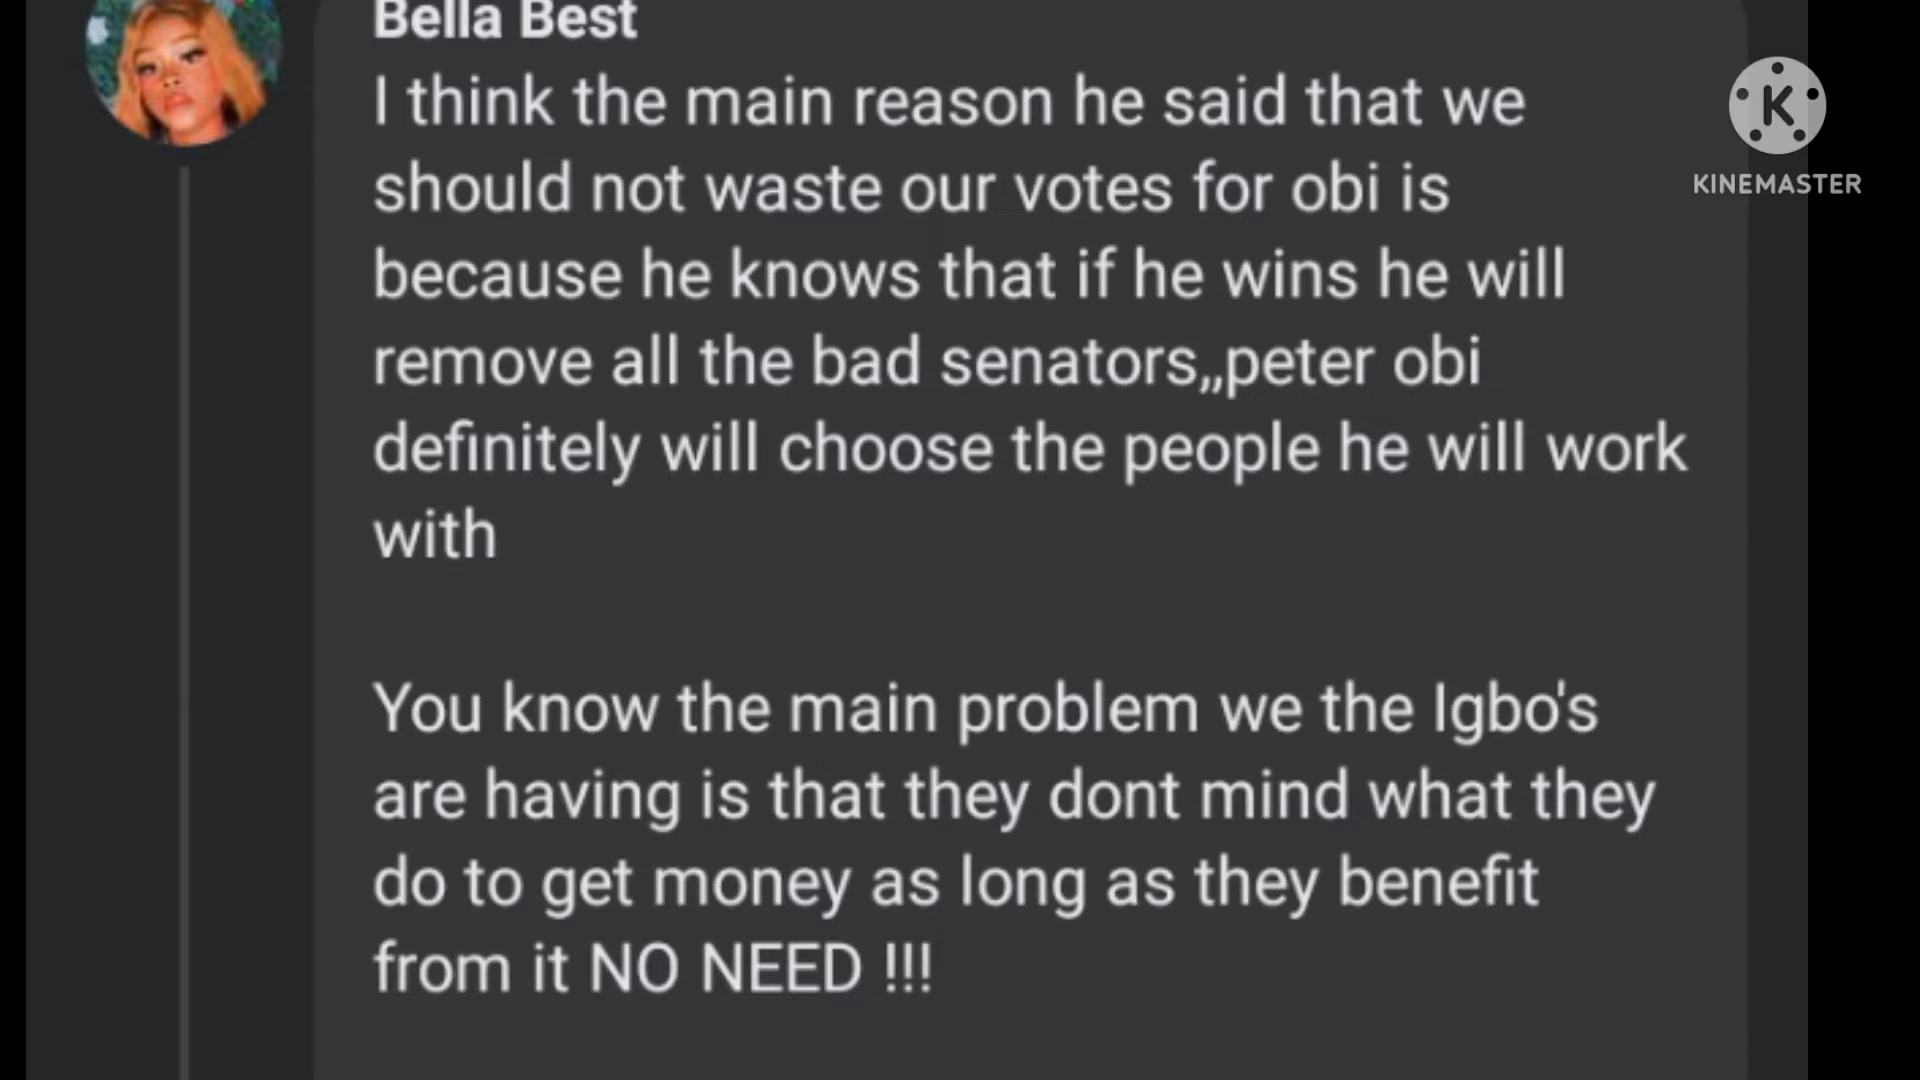 Bella Best
I think the main reason he said that we
should not waste our votes for obi is
because he knows that if he wins he will
remove all the bad senators,,peter obi
definitely will choose the people he will work
with
You know the main problem we the Igbo's
are having is that they dont mind what they
do to get money as long as they benefit
from it NO NEED !!!
K
KINEMASTER